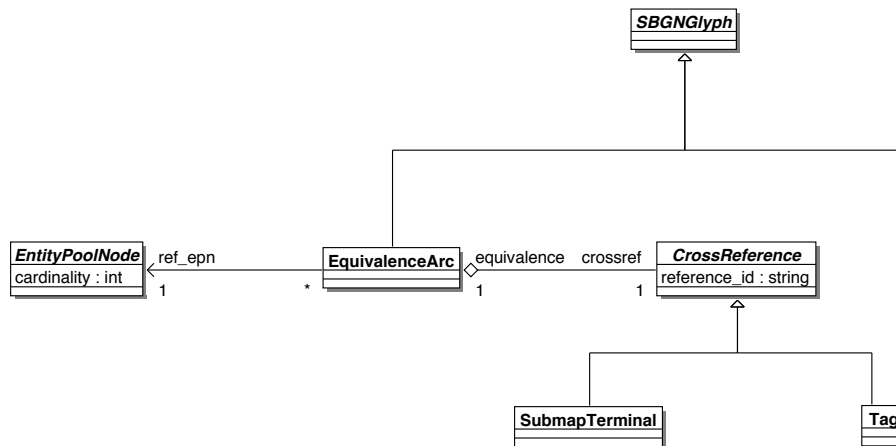 SBGNGlyph
EntityPoolNode
cardinality : int
ref_epn
1
*
EquivalenceArc
equivalence
crossref
1
1
CrossReference
reference_id : string
SubmapTerminal
Tag